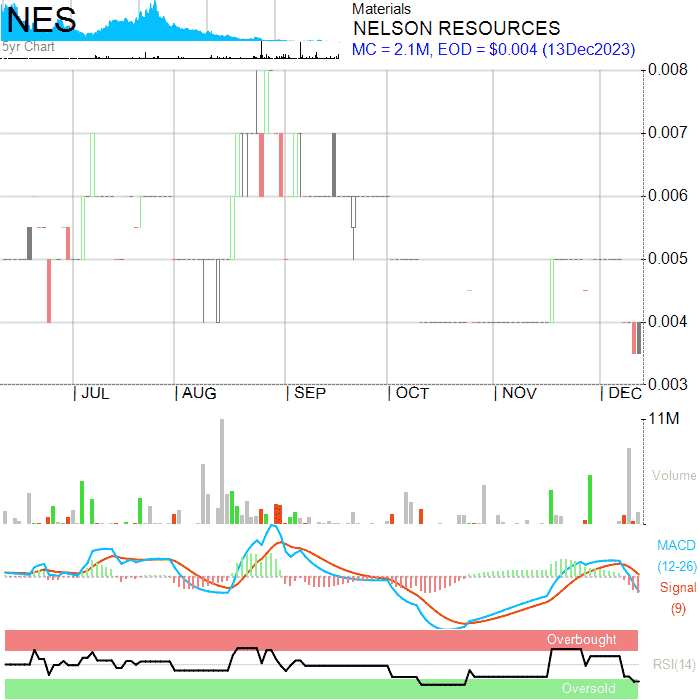 NES
5yr Chart
Materials
NELSON RESOURCES
MC = 2.1M, EOD = $0.004 (13Dec2023)
0.008
0.007
0.006
0.005
0.004
0.003
JUL
AUG
SEP
OCT
NOV
DEC
11M
Volume
MACD
(12-26)
Signal
(9)
Overbought
RSI(14)
Oversold